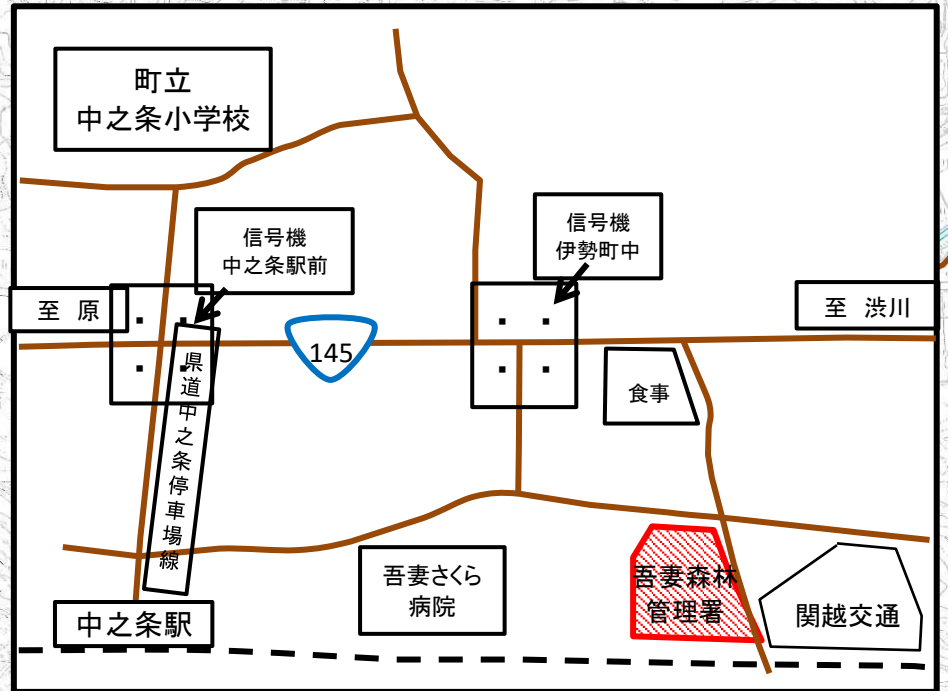 町立
中之条小学校
信号機
中之条駅前
信号機
伊勢町中
至 原
至 渋川
145
県道中之条停車場線
食事
吾妻さくら
病院
吾妻森林
管理署
関越交通
中之条駅